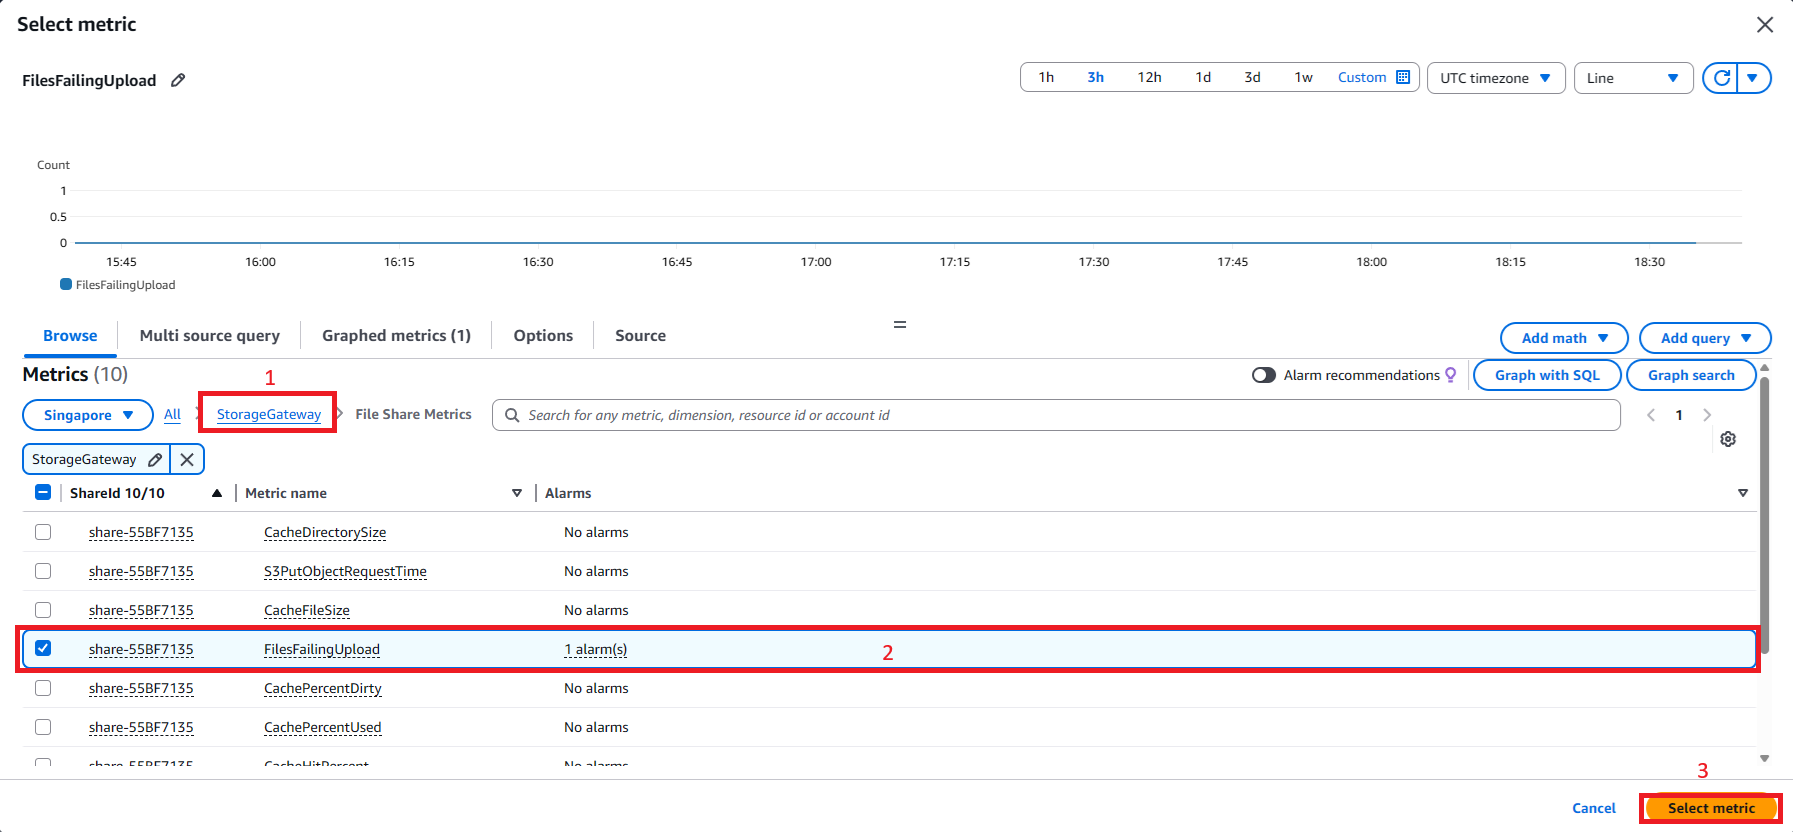 Select metric
FilesFailingUpload
1h 3h 12h 1d 3d 1w Custom UTC timezone Line
Count
1
0.5
0
15:45 16:00 16:15 16:30 16:45 17:00 17:15 17:30 17:45 18:00 18:15 18:30
FilesFailingUpload
Browse Multi source query Graphed metrics (1) Options Source Add math Add query
Metrics (10) 1 Alarm recommendations Graph with SQL Graph search
Singapore All StorageGateway File Share Metrics Search for any metric, dimension, resource id or account id 1
StorageGateway
ShareId 10/10 Metric name Alarms
share-55BF7135 CacheDirectorySize No alarms
share-55BF7135 S3PutObjectRequestTime No alarms
share-55BF7135 CacheFileSize No alarms
share-55BF7135 FilesFailingUpload 1 alarm(s) 2
share-55BF7135 CachePercentDirty No alarms
share-55BF7135 CachePercentUsed No alarms
share-55BF7135 CacheHitPercent No alarms
3
Cancel Select metric